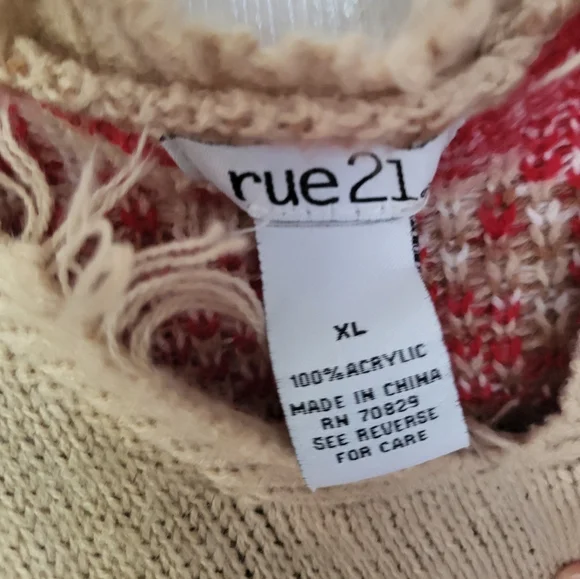 rue21
XL
100% ACRYLIC
MADE IN CHINA
RN 70829
SEE REVERSE
FOR CARE